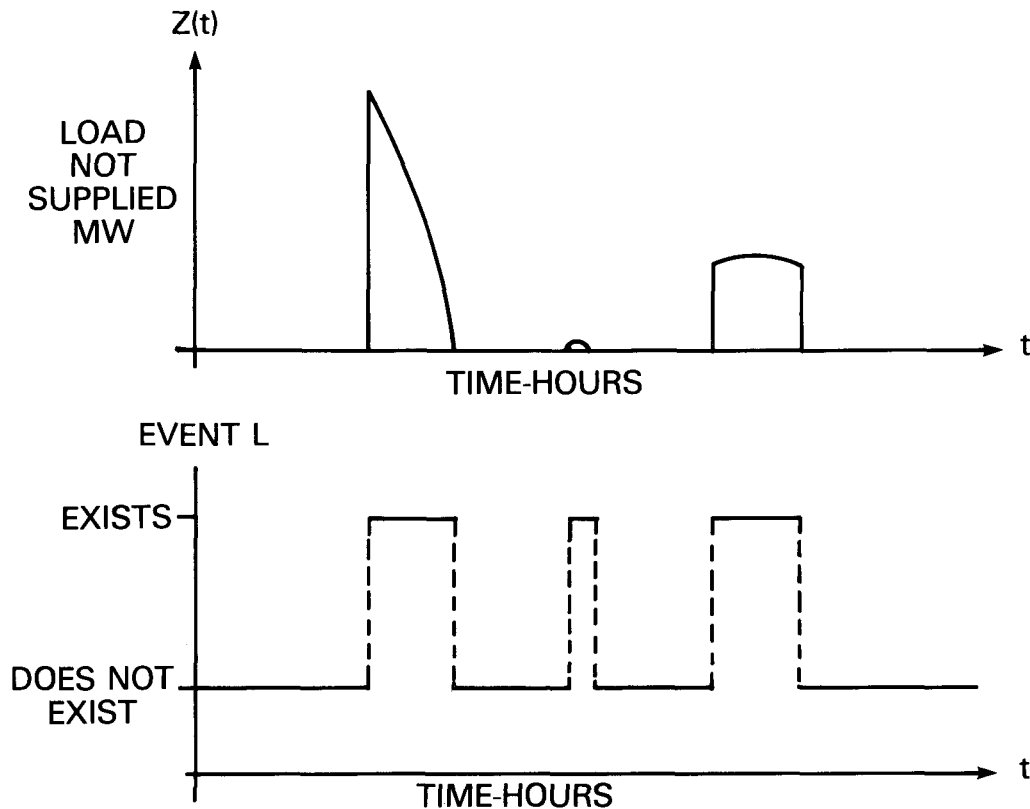 Z(t)
LOAD
NOT
SUPPLIED
MW
t
TIME-HOURS
EVENT L
EXISTS
DOES NOT
EXIST
t
TIME-HOURS